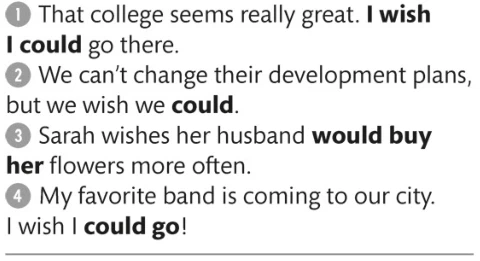 1 That college seems really great. I wish
I could go there.
2 We can’t change their development plans,
but we wish we could.
3 Sarah wishes her husband would buy
her flowers more often.
4 My favorite band is coming to our city.
I wish I could go!